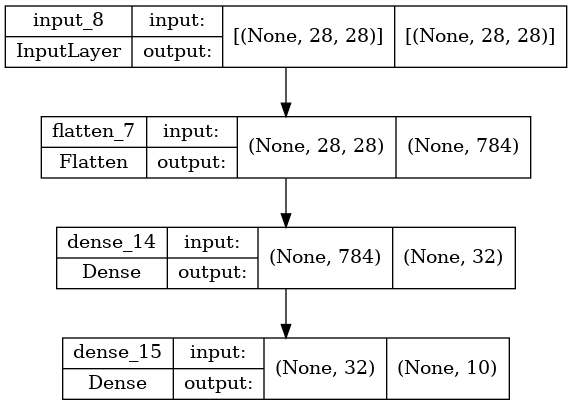 input_8 input: [(None, 28, 28)] [(None, 28, 28)]
InputLayer output:
flatten_7 input: (None, 28, 28) (None, 784)
Flatten output:
dense_14 input: (None, 784) (None, 32)
Dense output:
dense_15 input: (None, 32) (None, 10)
Dense output: